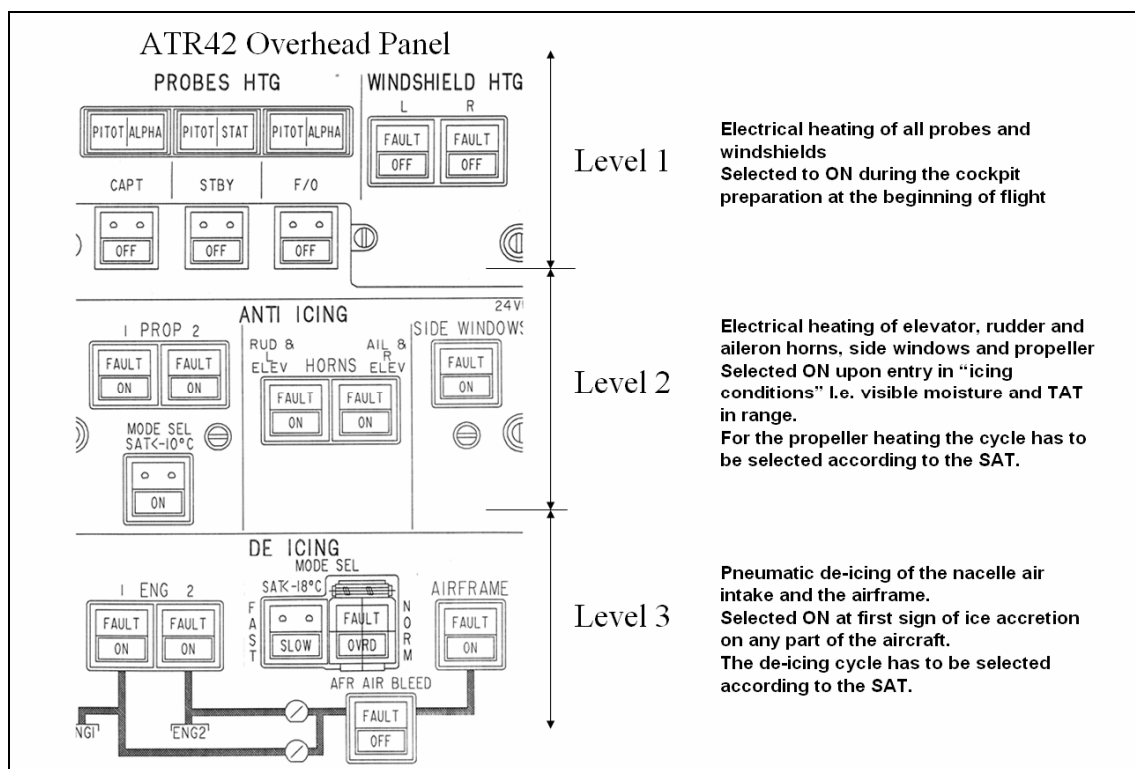 ATR42 Overhead Panel
PROBES HTG
WINDSHIELD HTG
L R
PITOT ALPHA PITOT STAT PITOT ALPHA
FAULT FAULT
OFF OFF
CAPT STBY F/O
OFF OFF OFF
Level 1
Electrical heating of all probes and
windshields
Selected to ON during the cockpit
preparation at the beginning of flight
ANTI ICING
24V
1 PROP 2
RUD &
L
ELEV
HORNS
AIL &
R
ELEV
SIDE WINDOWS
FAULT FAULT FAULT FAULT FAULT
ON ON ON ON ON
MODE SEL
SAT<-10°C
ON
Level 2
Electrical heating of elevator, rudder and
aileron horns, side windows and propeller
Selected ON upon entry in “icing
conditions” I.e. visible moisture and TAT
in range.
For the propeller heating the cycle has to
be selected according to the SAT.
DE ICING
MODE SEL
1 ENG 2
SAT<-18°C
AIRFRAME
FAULT FAULT
ON ON
FAST
SLOW
FAULT
OVRD
NORM
FAULT
ON
AFR AIR BLEED
FAULT
OFF
NG1 ENG2
Level 3
Pneumatic de-icing of the nacelle air
intake and the airframe.
Selected ON at first sign of ice accretion
on any part of the aircraft.
The de-icing cycle has to be selected
according to the SAT.